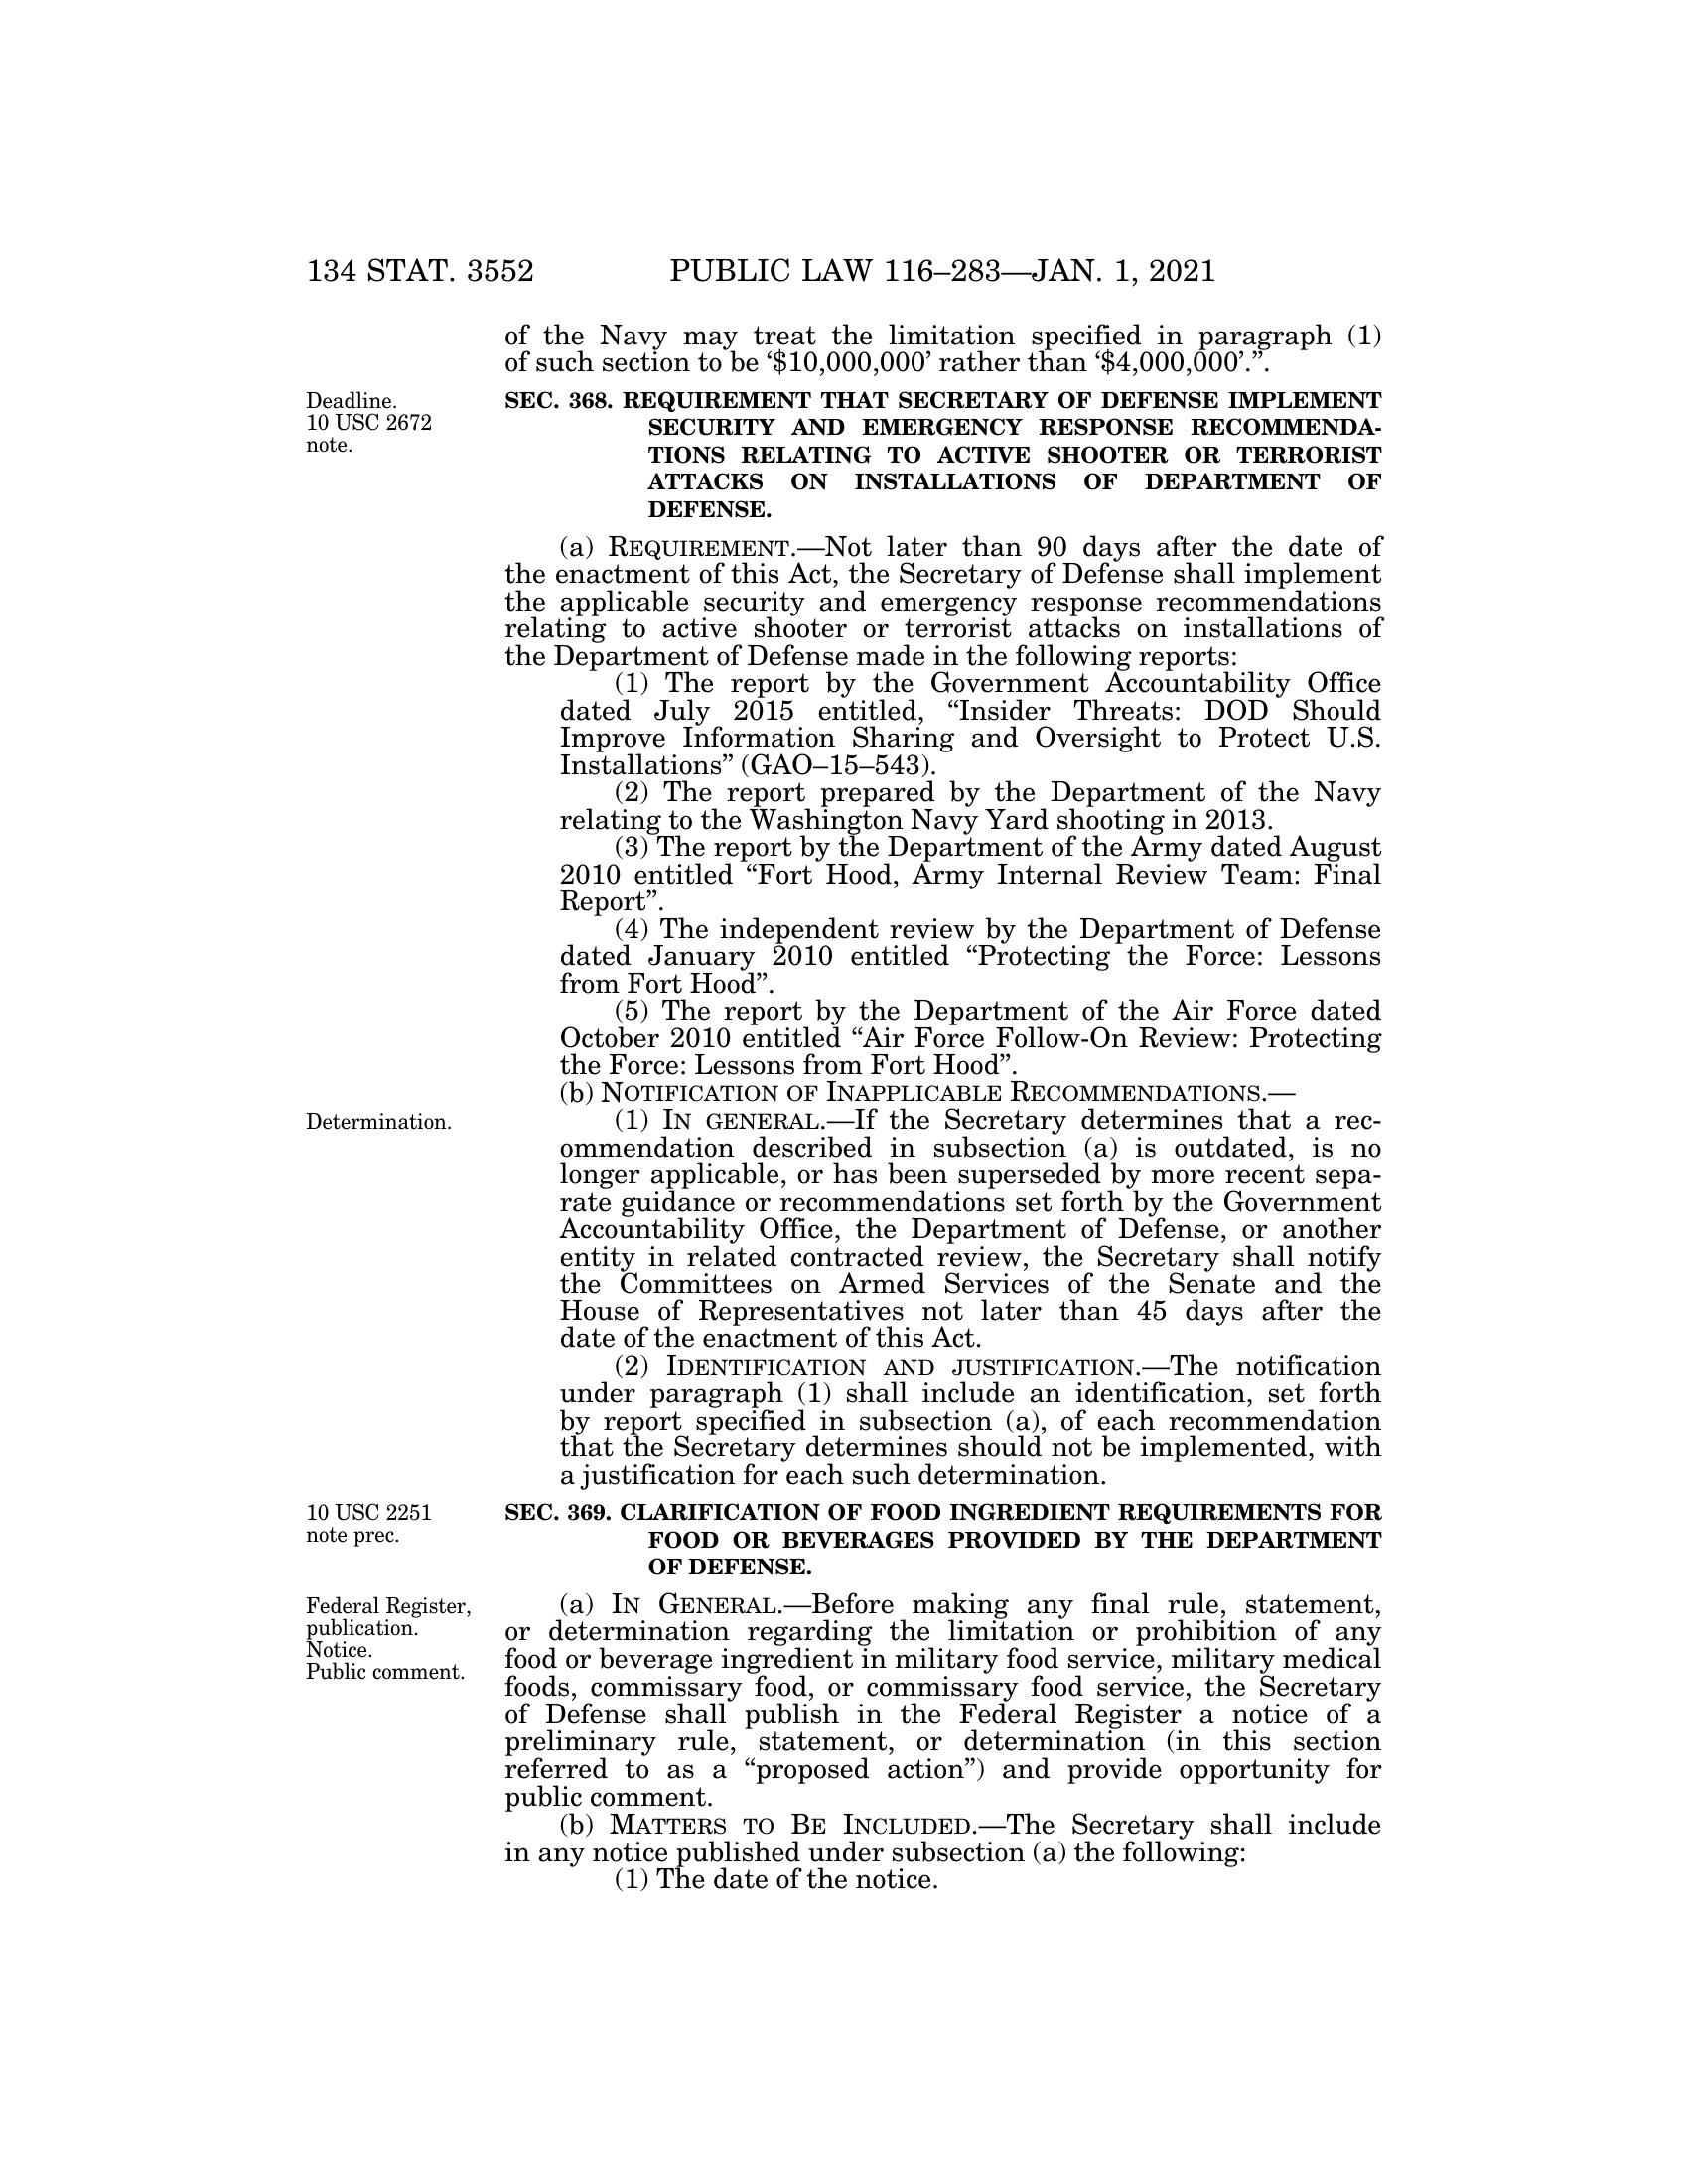 134 STAT. 3552 PUBLIC LAW 116–283—JAN. 1, 2021
of the Navy may treat the limitation specified in paragraph (1)
of such section to be ‘$10,000,000’ rather than ‘$4,000,000’.”.
Deadline.
10 USC 2672
note.
SEC. 368. REQUIREMENT THAT SECRETARY OF DEFENSE IMPLEMENT
SECURITY AND EMERGENCY RESPONSE RECOMMENDA-
TIONS RELATING TO ACTIVE SHOOTER OR TERRORIST
ATTACKS ON INSTALLATIONS OF DEPARTMENT OF
DEFENSE.
(a) REQUIREMENT.—Not later than 90 days after the date of
the enactment of this Act, the Secretary of Defense shall implement
the applicable security and emergency response recommendations
relating to active shooter or terrorist attacks on installations of
the Department of Defense made in the following reports:
(1) The report by the Government Accountability Office
dated July 2015 entitled, “Insider Threats: DOD Should
Improve Information Sharing and Oversight to Protect U.S.
Installations” (GAO–15–543).
(2) The report prepared by the Department of the Navy
relating to the Washington Navy Yard shooting in 2013.
(3) The report by the Department of the Army dated August
2010 entitled “Fort Hood, Army Internal Review Team: Final
Report”.
(4) The independent review by the Department of Defense
dated January 2010 entitled “Protecting the Force: Lessons
from Fort Hood”.
(5) The report by the Department of the Air Force dated
October 2010 entitled “Air Force Follow-On Review: Protecting
the Force: Lessons from Fort Hood”.
(b) NOTIFICATION OF INAPPLICABLE RECOMMENDATIONS.—
Determination.
(1) IN GENERAL.—If the Secretary determines that a rec-
ommendation described in subsection (a) is outdated, is no
longer applicable, or has been superseded by more recent sepa-
rate guidance or recommendations set forth by the Government
Accountability Office, the Department of Defense, or another
entity in related contracted review, the Secretary shall notify
the Committees on Armed Services of the Senate and the
House of Representatives not later than 45 days after the
date of the enactment of this Act.
(2) IDENTIFICATION AND JUSTIFICATION.—The notification
under paragraph (1) shall include an identification, set forth
by report specified in subsection (a), of each recommendation
that the Secretary determines should not be implemented, with
a justification for each such determination.
10 USC 2251
note prec.
SEC. 369. CLARIFICATION OF FOOD INGREDIENT REQUIREMENTS FOR
FOOD OR BEVERAGES PROVIDED BY THE DEPARTMENT
OF DEFENSE.
Federal Register,
publication.
Notice.
Public comment.
(a) IN GENERAL.—Before making any final rule, statement,
or determination regarding the limitation or prohibition of any
food or beverage ingredient in military food service, military medical
foods, commissary food, or commissary food service, the Secretary
of Defense shall publish in the Federal Register a notice of a
preliminary rule, statement, or determination (in this section
referred to as a “proposed action”) and provide opportunity for
public comment.
(b) MATTERS TO BE INCLUDED.—The Secretary shall include
in any notice published under subsection (a) the following:
(1) The date of the notice.